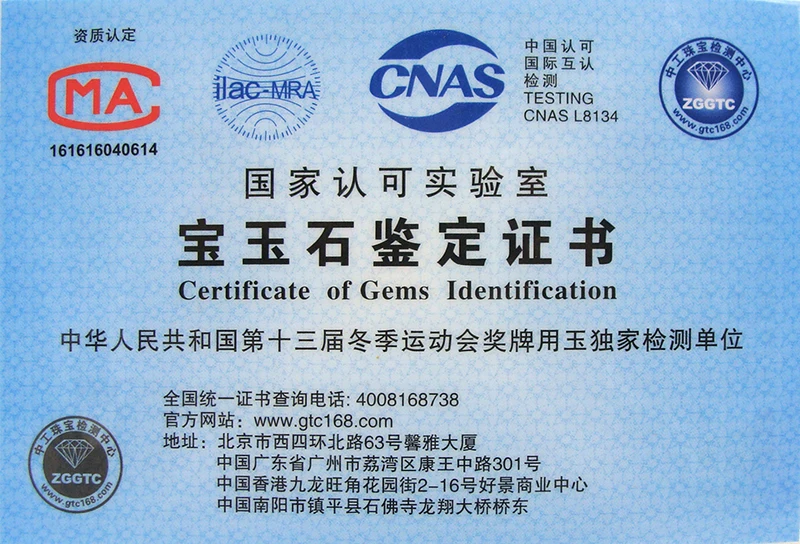 资质认定
CMA
161616040614
ilac-MRA
CNAS
中国认可
国际互认
检测
TESTING
CNAS L8134
中工珠宝检测中心
ZGGTC
www.gtc168.com
国家认可实验室
宝玉石鉴定证书
Certificate of Gems Identification
中华人民共和国第十三届冬季运动会奖牌用玉独家检测单位
全国统一证书查询电话: 4008168738
官方网站: www.gtc168.com
地址: 北京市西四环北路63号馨雅大厦
中国广东省广州市荔湾区康王中路301号
中国香港九龙旺角花园街2-16号好景商业中心
中国南阳市镇平县石佛寺龙翔大桥桥东
中工珠宝检测中心
ZGGTC
www.gtc168.com